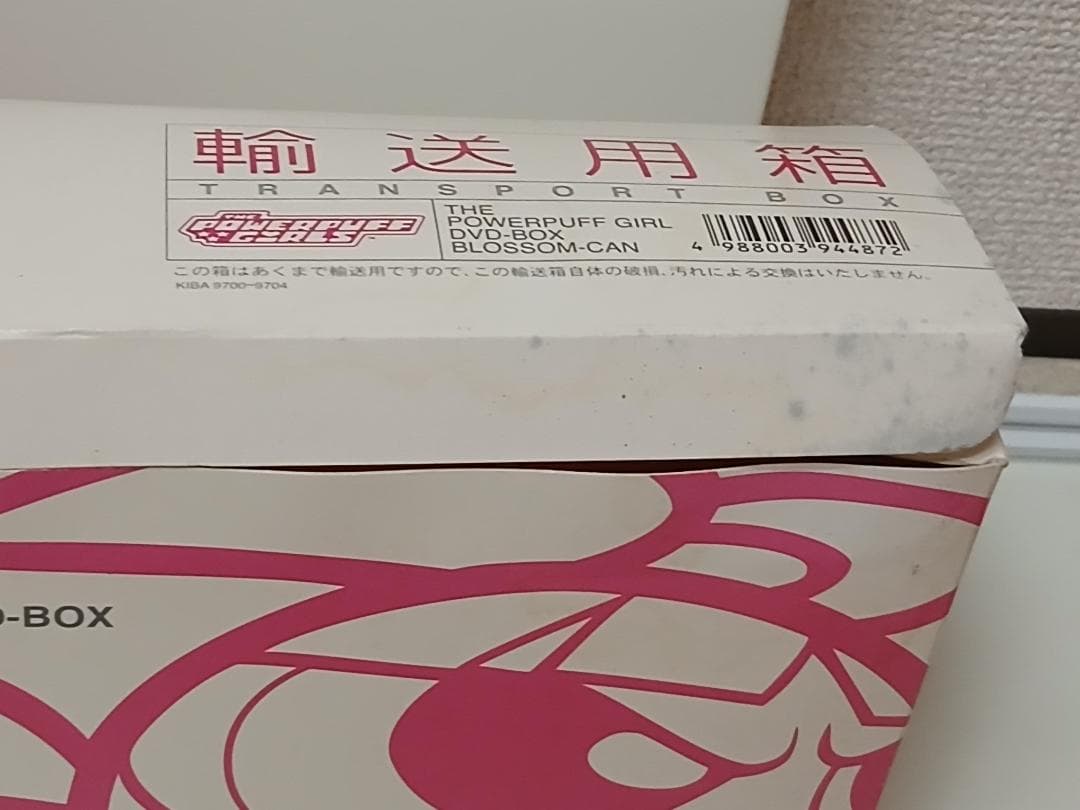 輸送用箱
TRANSPORT BOX
THE
POWERPUFF
GIRLS
THE
POWERPUFF GIRL
DVD-BOX
BLOSSOM-CAN
4 988003 944872
この箱はあくまで輸送用ですので、この輸送箱自体の破損、汚れによる交換はいたしません。
KIBA 9700-9704
D-BOX